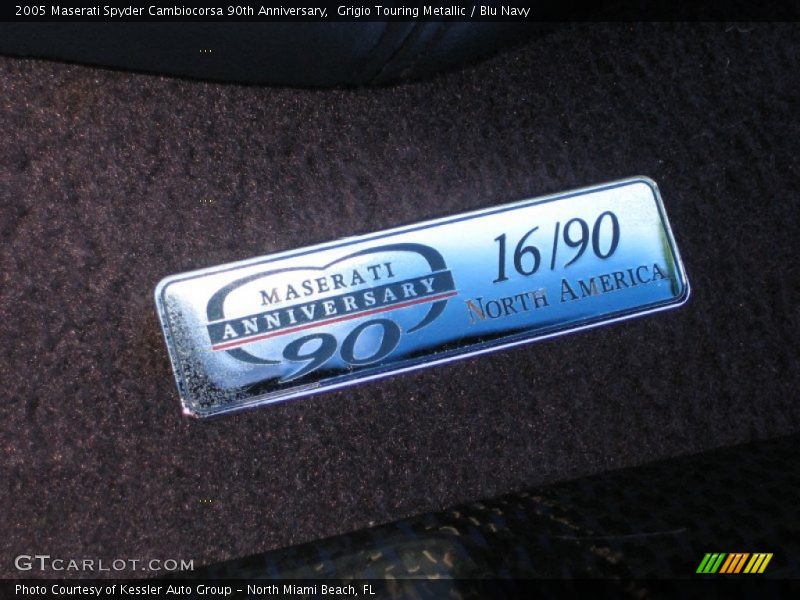 2005 Maserati Spyder Cambiocorsa 90th Anniversary,  Grigio Touring Metallic / Blu Navy
MASERATI
ANNIVERSARY
90
16/90
NORTH AMERICA
GTCARLOT.COM
Photo Courtesy of Kessler Auto Group - North Miami Beach, FL